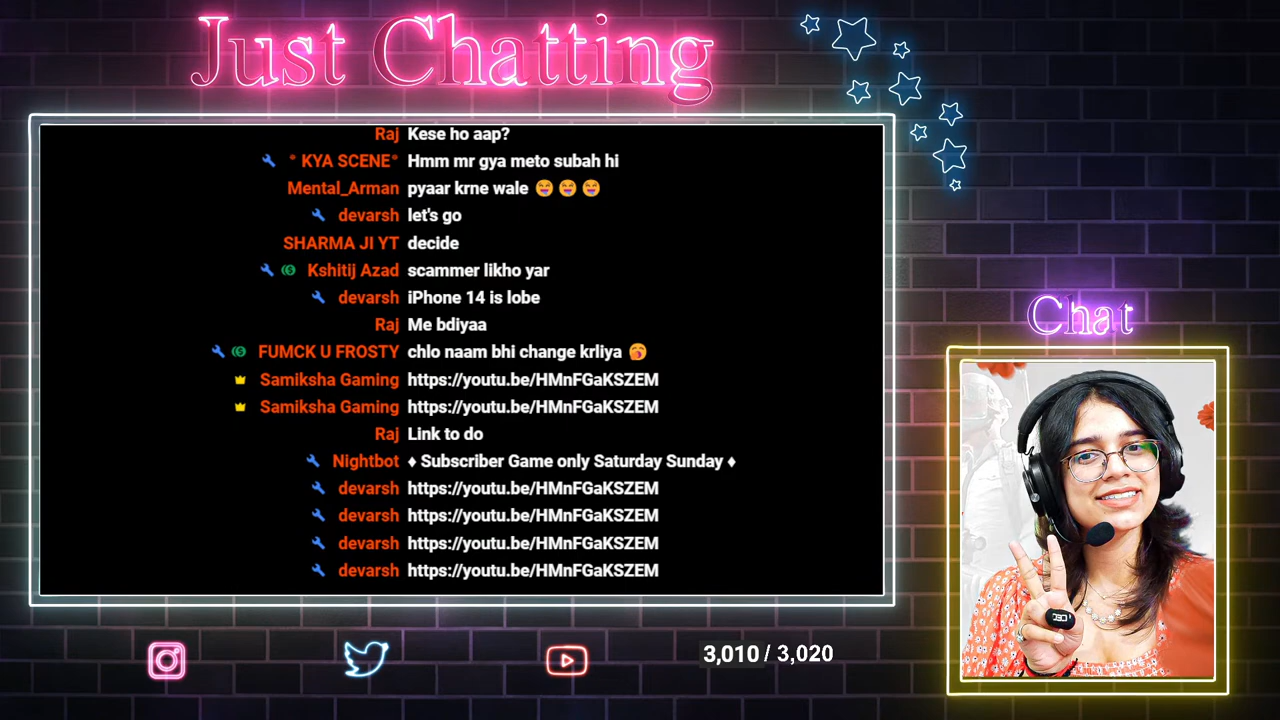 Just Chatting
Raj Kese ho aap?
° KYA SCENE° Hmm mr gya meto subah hi
Mental_Arman pyaar krne wale 😄 😄 😄
devarsh let's go
SHARMA JI YT decide
Kshitij Azad scammer likho yar
devarsh iPhone 14 is lobe
Raj Me bdiyaa
FUMCK U FROSTY chlo naam bhi change krliya 🥱
Samiksha Gaming https://youtu.be/HMnFGaKSZEM
Samiksha Gaming https://youtu.be/HMnFGaKSZEM
Raj Link to do
Nightbot ♦ Subscriber Game only Saturday Sunday ♦
devarsh https://youtu.be/HMnFGaKSZEM
devarsh https://youtu.be/HMnFGaKSZEM
devarsh https://youtu.be/HMnFGaKSZEM
devarsh https://youtu.be/HMnFGaKSZEM
Chat
3,010 / 3,020